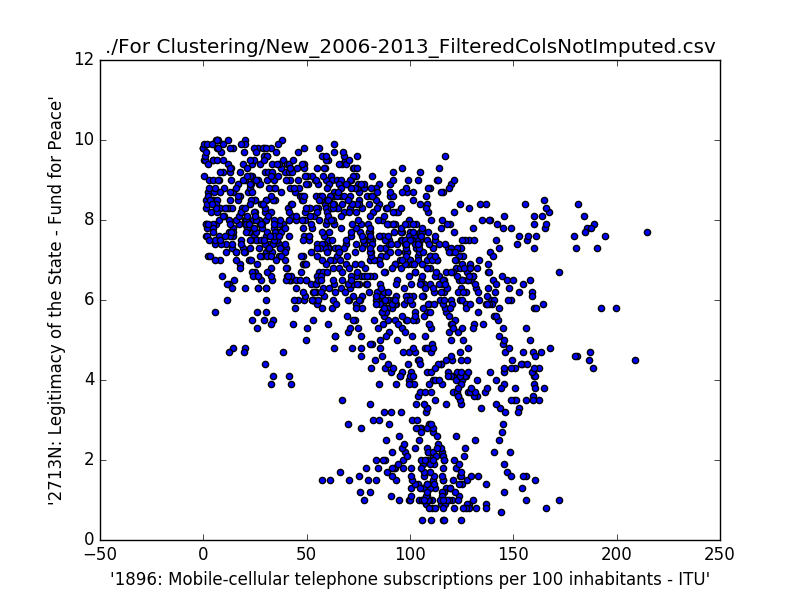 ./For Clustering/New_2006-2013_FilteredColsNotImputed.csv
12
10
8
6
4
2
0
'2713N: Legitimacy of the State - Fund for Peace'
−50 0 50 100 150 200 250
'1896: Mobile-cellular telephone subscriptions per 100 inhabitants - ITU'